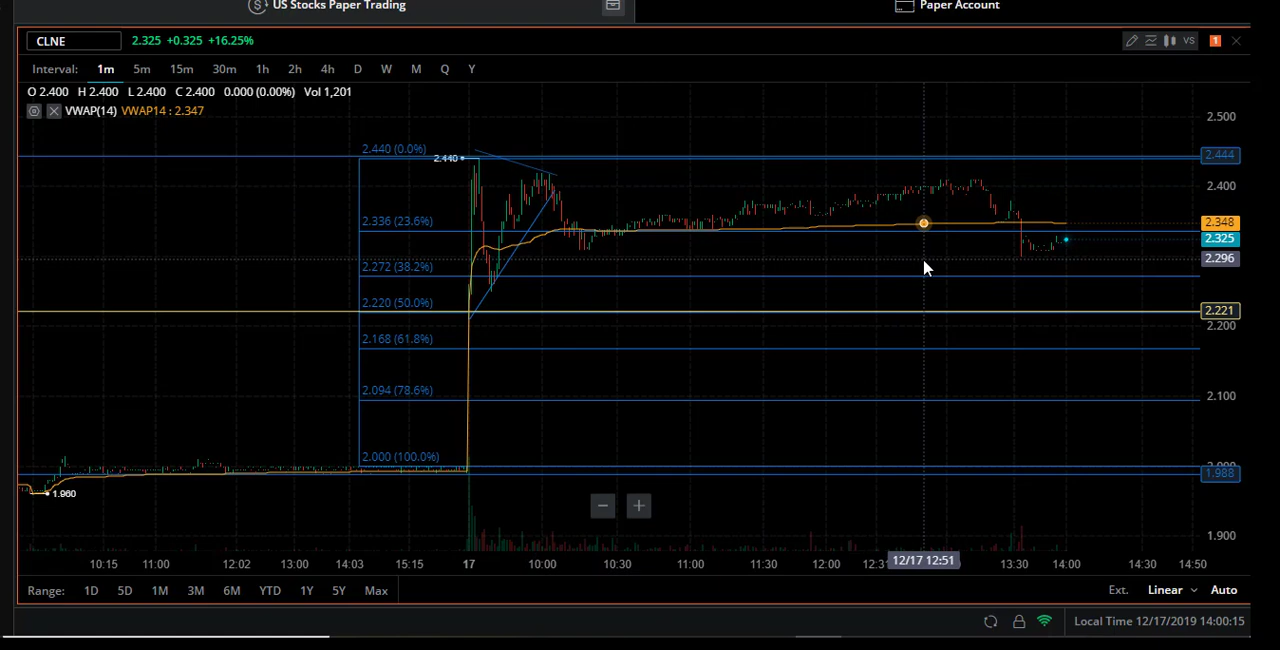 US Stocks Paper Trading
Paper Account
CLNE 2.325 +0.325 +16.25% VS 1
Interval: 1m 5m 15m 30m 1h 2h 4h D W M Q Y
O 2.400 H 2.400 L 2.400 C 2.400 0.000 (0.00%) Vol 1,201
VWAP(14) VWAP14 : 2.347
2.500
2.440 (0.0%)
2.440
2.444
2.400
2.336 (23.6%)
2.348
2.325
2.296
2.272 (38.2%)
2.220 (50.0%)
2.221
2.200
2.168 (61.8%)
2.094 (78.6%)
2.100
2.000 (100.0%)
1.988
1.960
1.900
10:15 11:00 12:02 13:00 14:03 15:15 17 10:00 10:30 11:00 11:30 12:00 12:3 12/17 12:51 13:30 14:00 14:30 14:50
Range: 1D 5D 1M 3M 6M YTD 1Y 5Y Max Ext. Linear Auto
Local Time 12/17/2019 14:00:15